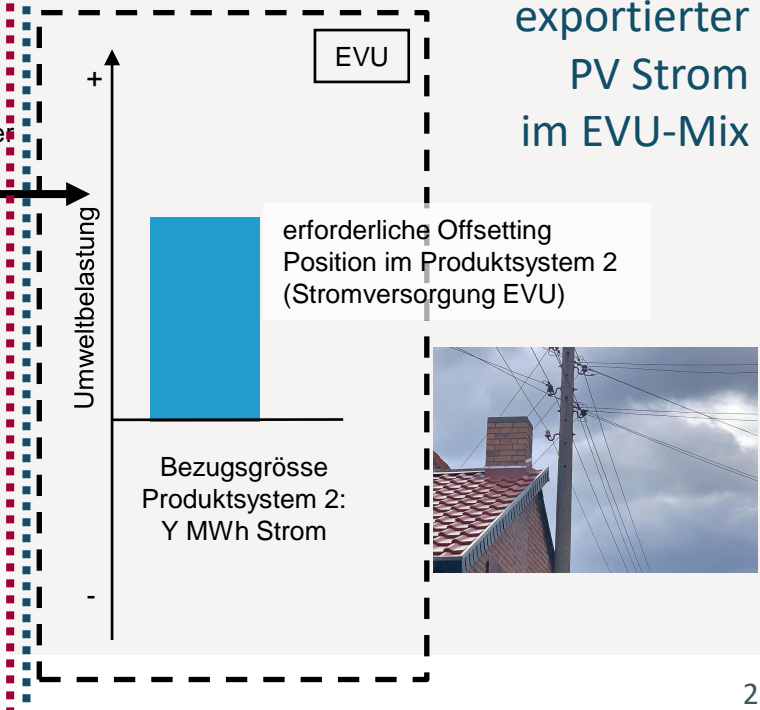 exportierter
PV Strom
im EVU-Mix
EVU
+
er
Umweltbelastung
erforderliche Offsetting
Position im Produktsystem 2
(Stromversorgung EVU)
Bezugsgrösse
Produktsystem 2:
Y MWh Strom
-
2